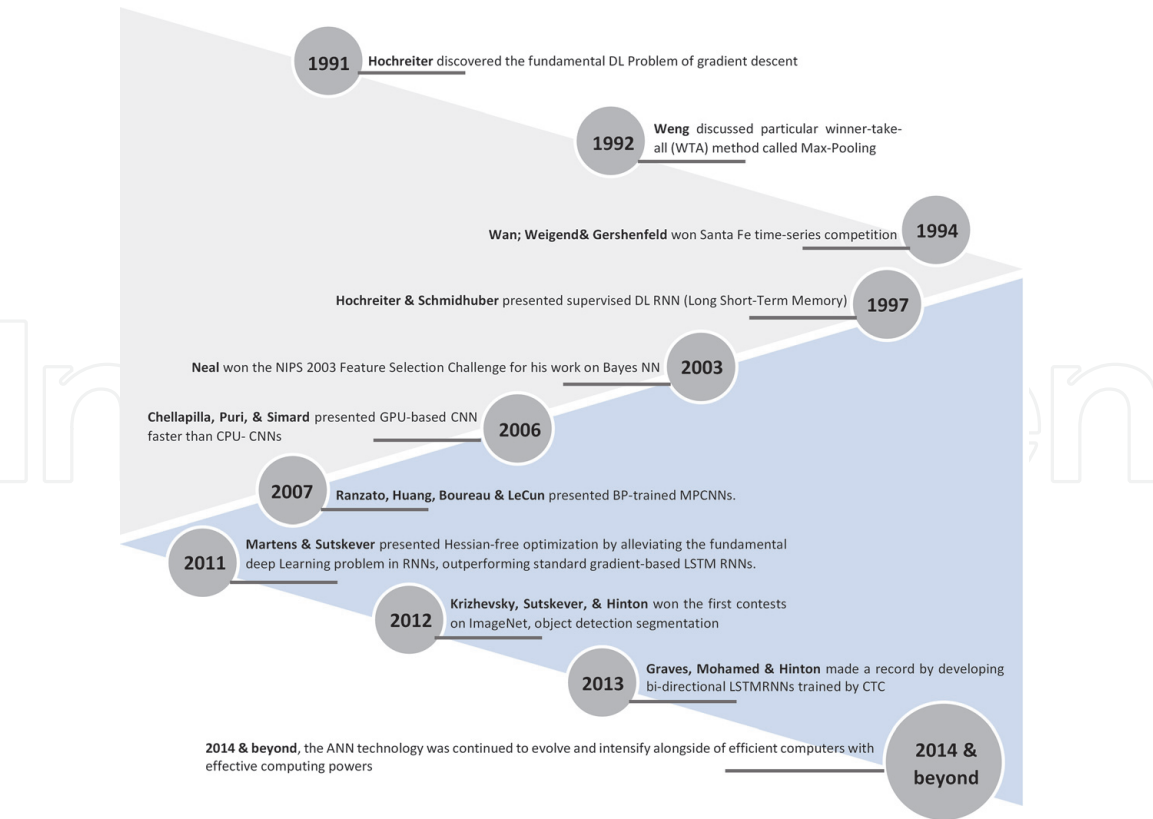 1991
Hochreiter discovered the fundamental DL Problem of gradient descent
1992
Weng discussed particular winner-take-
all (WTA) method called Max-Pooling
Wan; Weigend& Gershenfeld won Santa Fe time-series competition
1994
Hochreiter & Schmidhuber presented supervised DL RNN (Long Short-Term Memory)
1997
Neal won the NIPS 2003 Feature Selection Challenge for his work on Bayes NN
2003
Chellapilla, Puri, & Simard presented GPU-based CNN
faster than CPU- CNNs
2006
2007
Ranzato, Huang, Boureau & LeCun presented BP-trained MPCNNs.
2011
Martens & Sutskever presented Hessian-free optimization by alleviating the fundamental
deep Learning problem in RNNs, outperforming standard gradient-based LSTM RNNs.
2012
Krizhevsky, Sutskever, & Hinton won the first contests
on ImageNet, object detection segmentation
2013
Graves, Mohamed & Hinton made a record by developing
bi-directional LSTMRNNs trained by CTC
2014 & beyond, the ANN technology was continued to evolve and intensify alongside of efficient computers with
effective computing powers
2014 &
beyond